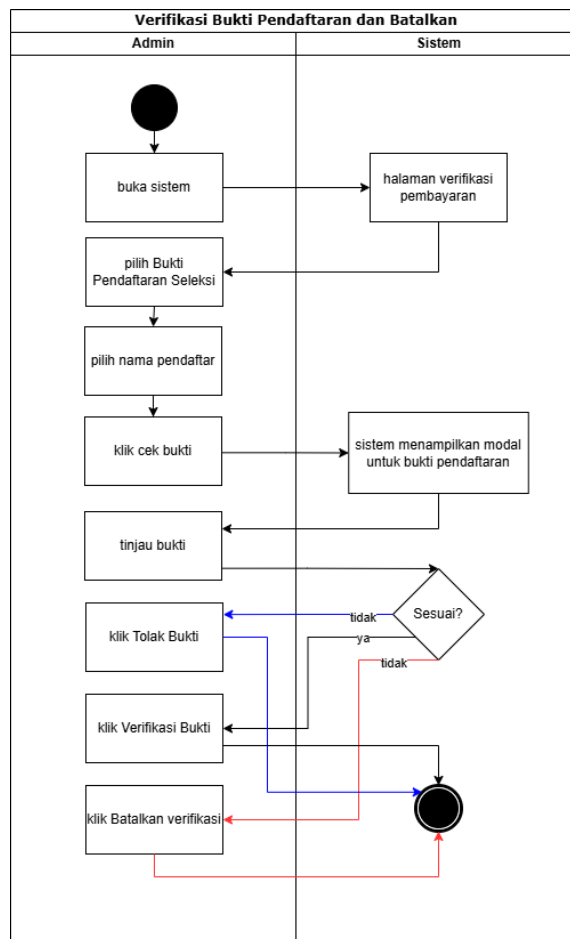 Verifikasi Bukti Pendaftaran dan Batalkan
Admin
Sistem
buka sistem
halaman verifikasi
pembayaran
pilih Bukti
Pendaftaran Seleksi
pilih nama pendaftar
klik cek bukti
sistem menampilkan modal
untuk bukti pendaftaran
tinjau bukti
Sesuai?
tidak
klik Tolak Bukti
ya
tidak
klik Verifikasi Bukti
klik Batalkan verifikasi